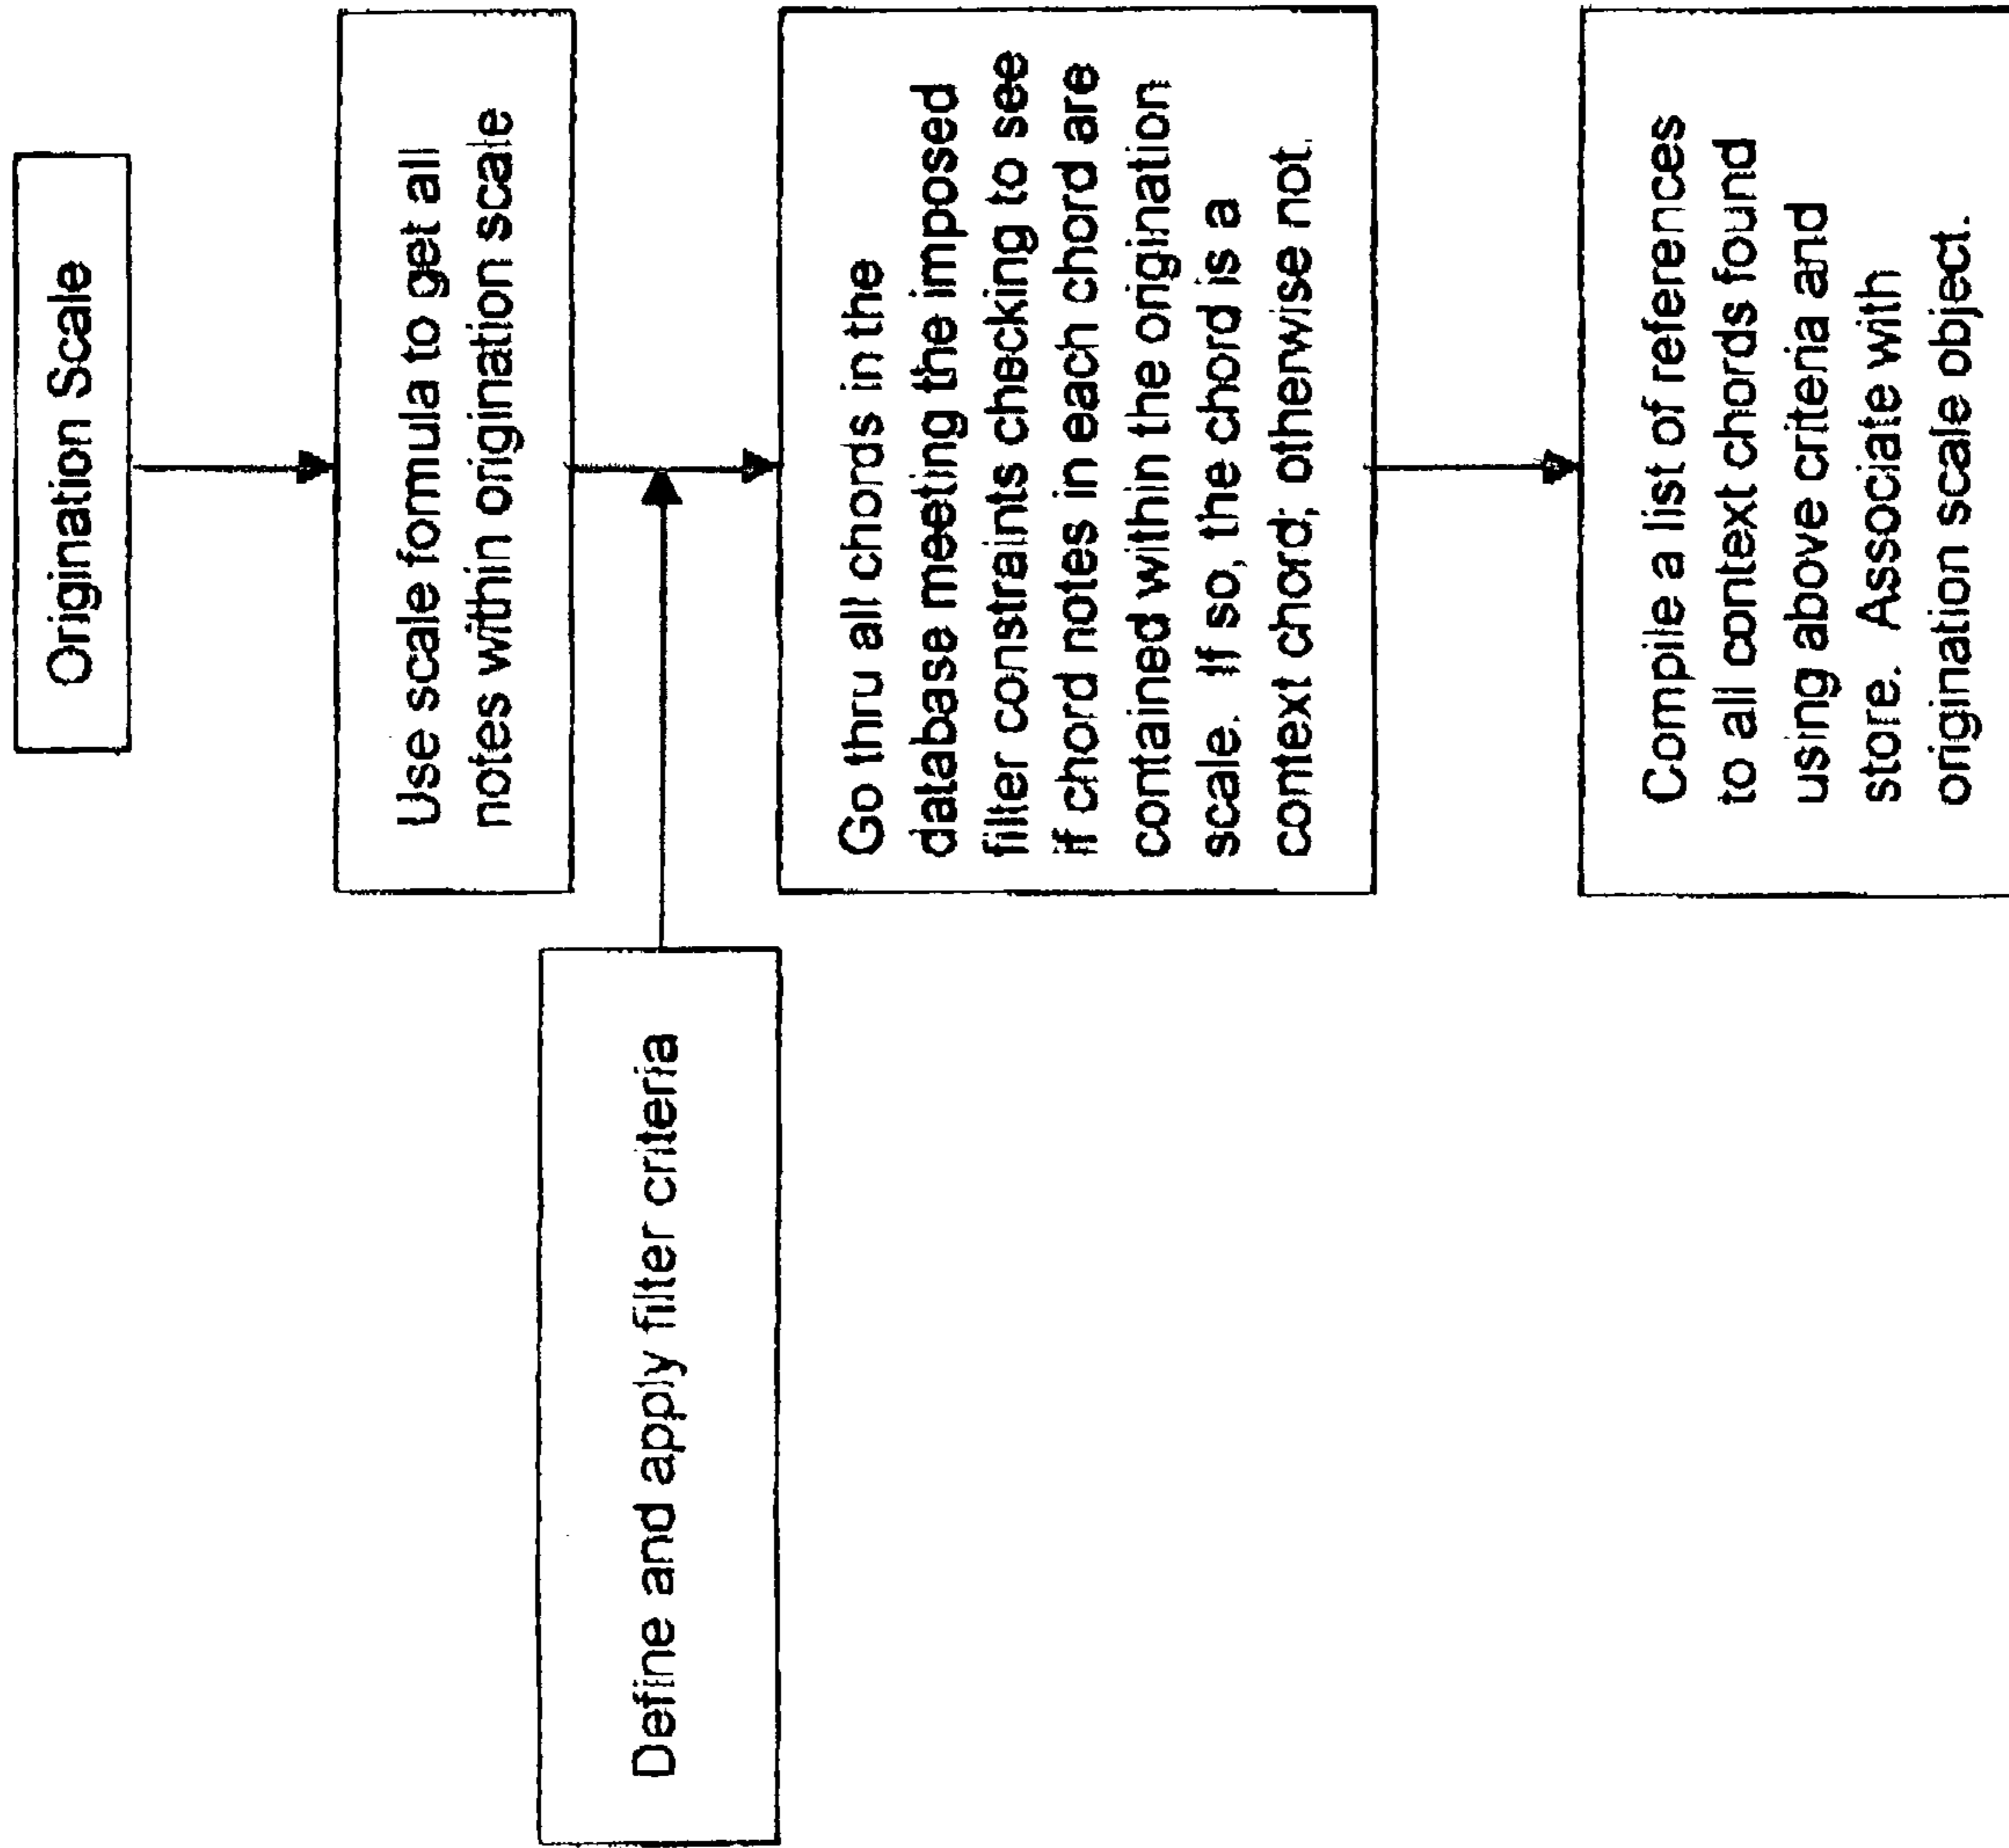 Origination Scale
Use scale formula to get all
notes within origination scale
Define and apply filter criteria
Go thru all chords in the
database meeting the imposed
filter constraints checking to see
if chord notes in each chord are
contained within the origination
scale. If so, the chord is a
context chord; otherwise not.
Compile a list of references
to all context chords found
using above criteria and
store. Associate with
origination scale object.